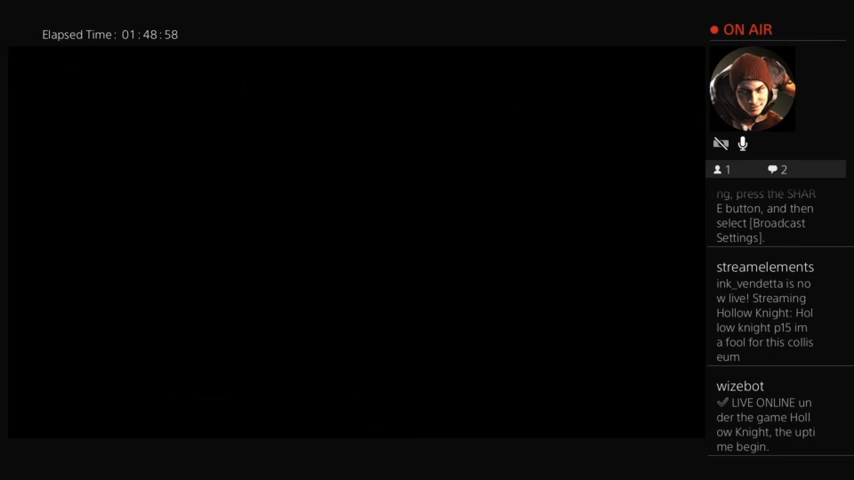 Elapsed Time: 01:48:58
ON AIR
1
2
ng, press the SHAR
E button, and then
select [Broadcast
Settings].
streamelements
ink_vendetta is no
w live! Streaming
Hollow Knight: Hol
low knight p15 im
a fool for this collis
eum
wizebot
LIVE ONLINE un
der the game Holl
ow Knight, the upti
me begin.